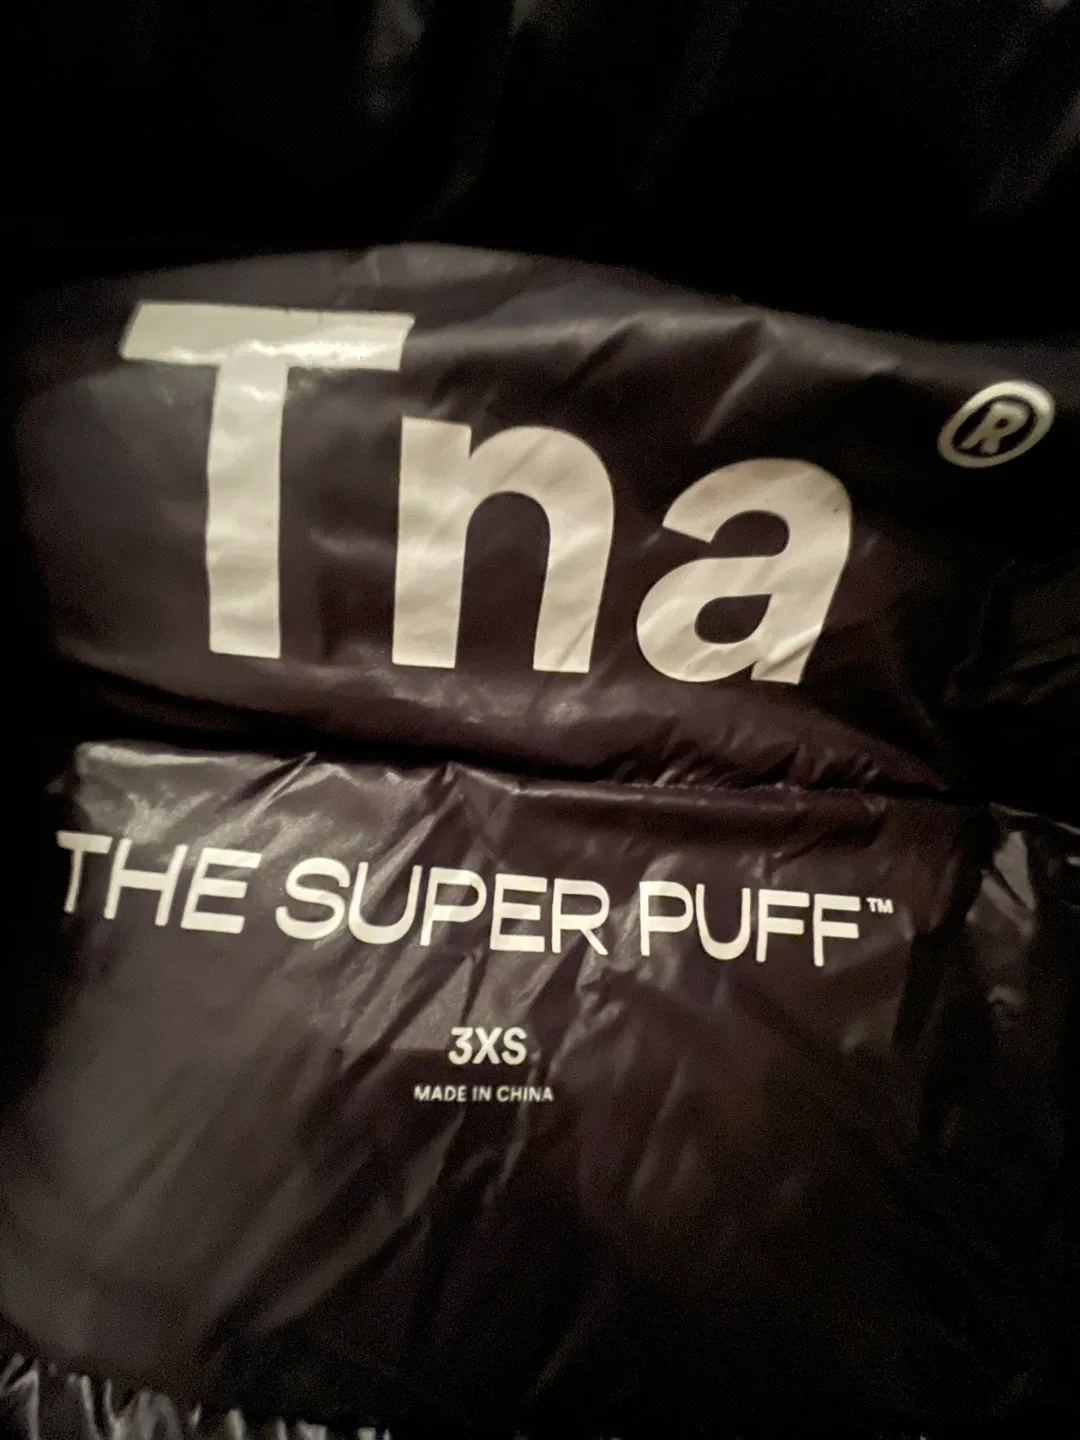 Tna®
THE SUPER PUFF™
3XS
MADE IN CHINA